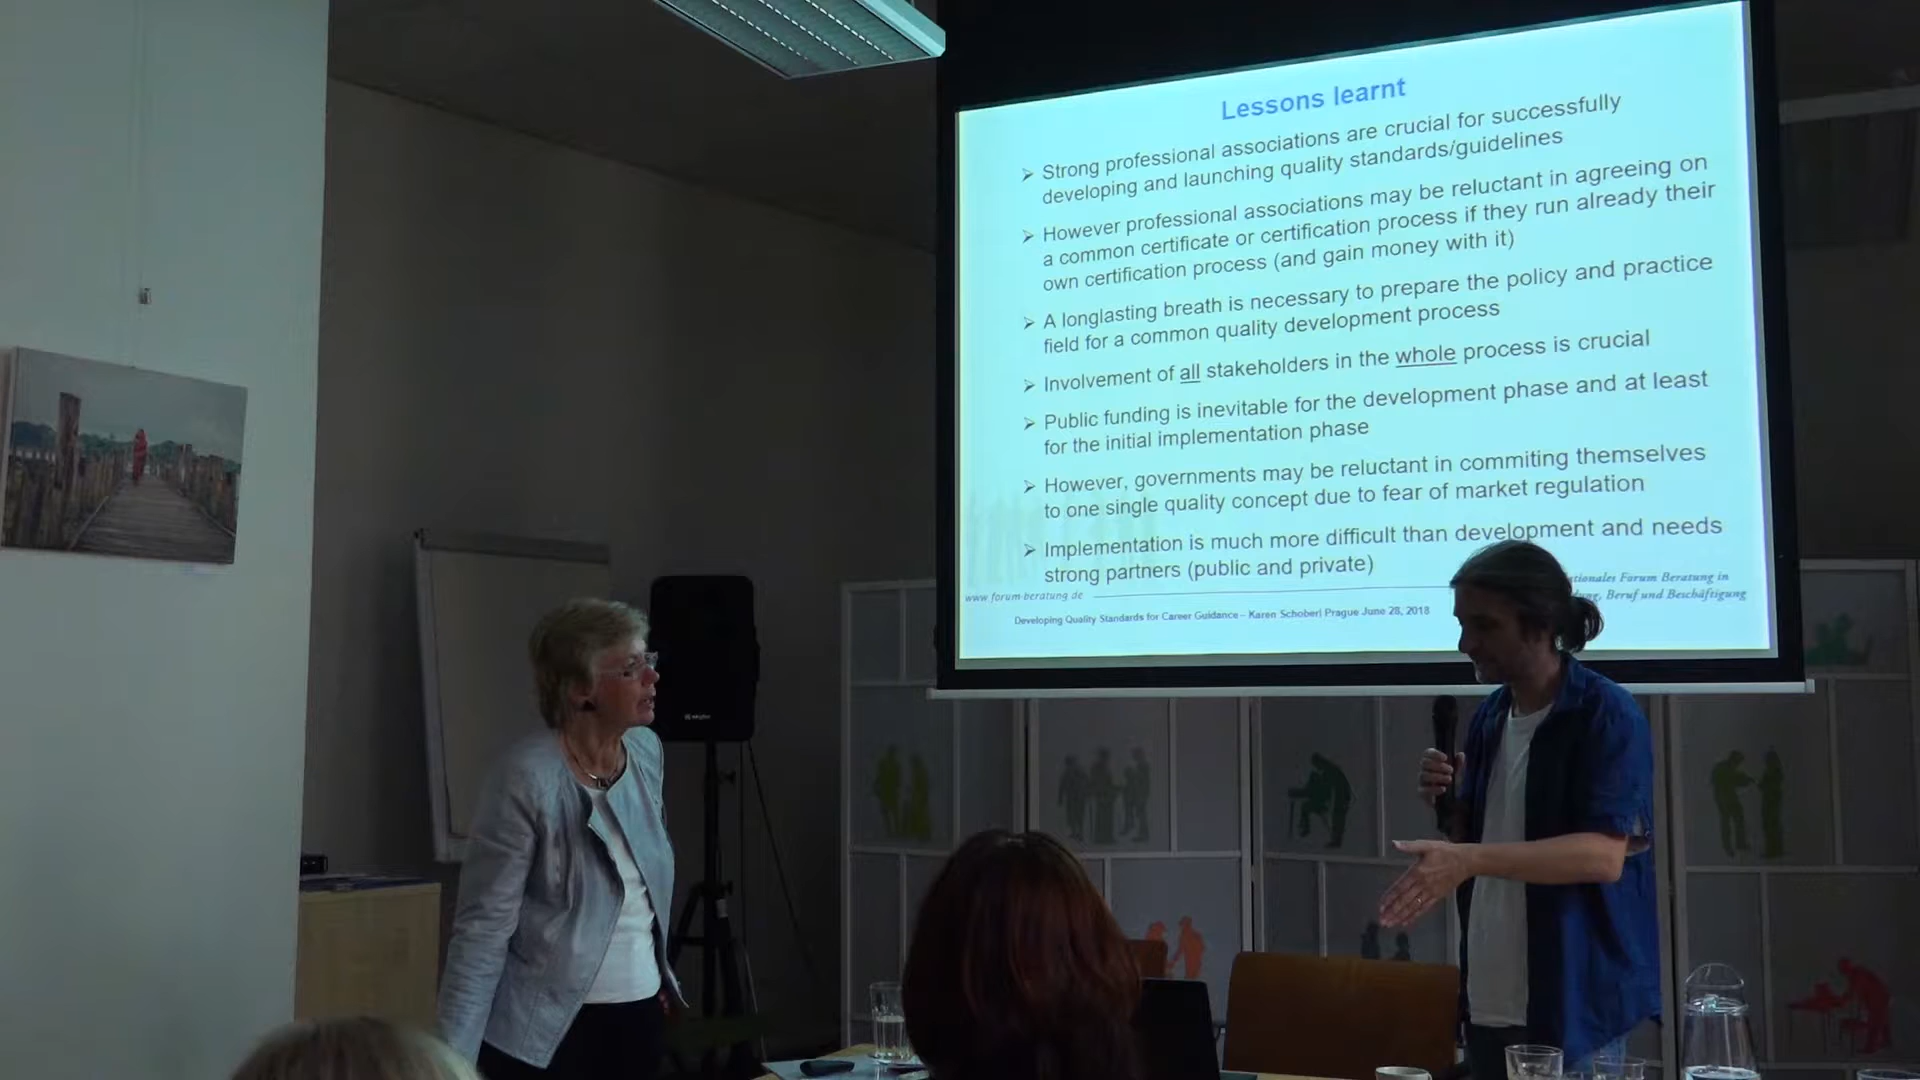 Lessons learnt
➢ Strong professional associations are crucial for successfully
developing and launching quality standards/guidelines
➢ However professional associations may be reluctant in agreeing on
a common certificate or certification process if they run already their
own certification process (and gain money with it)
➢ A longlasting breath is necessary to prepare the policy and practice
field for a common quality development process
➢ Involvement of all stakeholders in the whole process is crucial
➢ Public funding is inevitable for the development phase and at least
for the initial implementation phase
➢ However, governments may be reluctant in commiting themselves
to one single quality concept due to fear of market regulation
➢ Implementation is much more difficult than development and needs
strong partners (public and private)
www.forum-beratung.de
Forum Beratung in
Beruf und Beschäftigung
Developing Quality Standards for Career Guidance – Karen Schober| Prague June 28, 2018